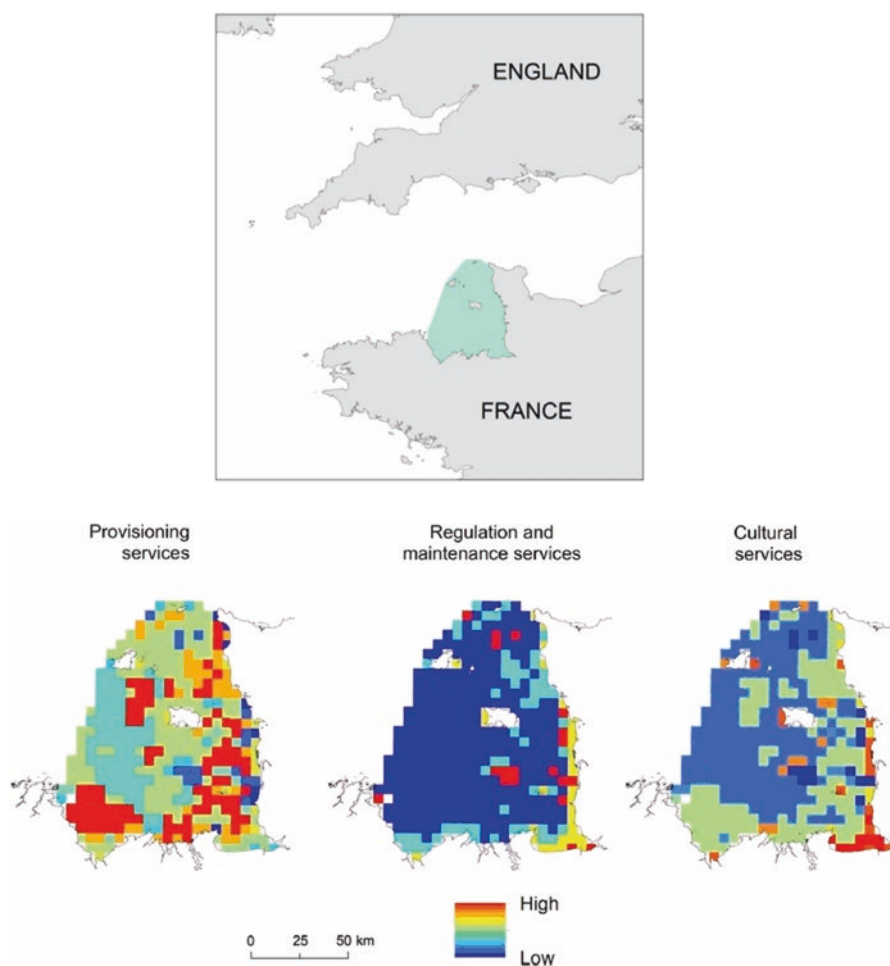 ENGLAND
FRANCE
Provisioning
services
Regulation and
maintenance services
Cultural
services
High
Low
0 25 50 km